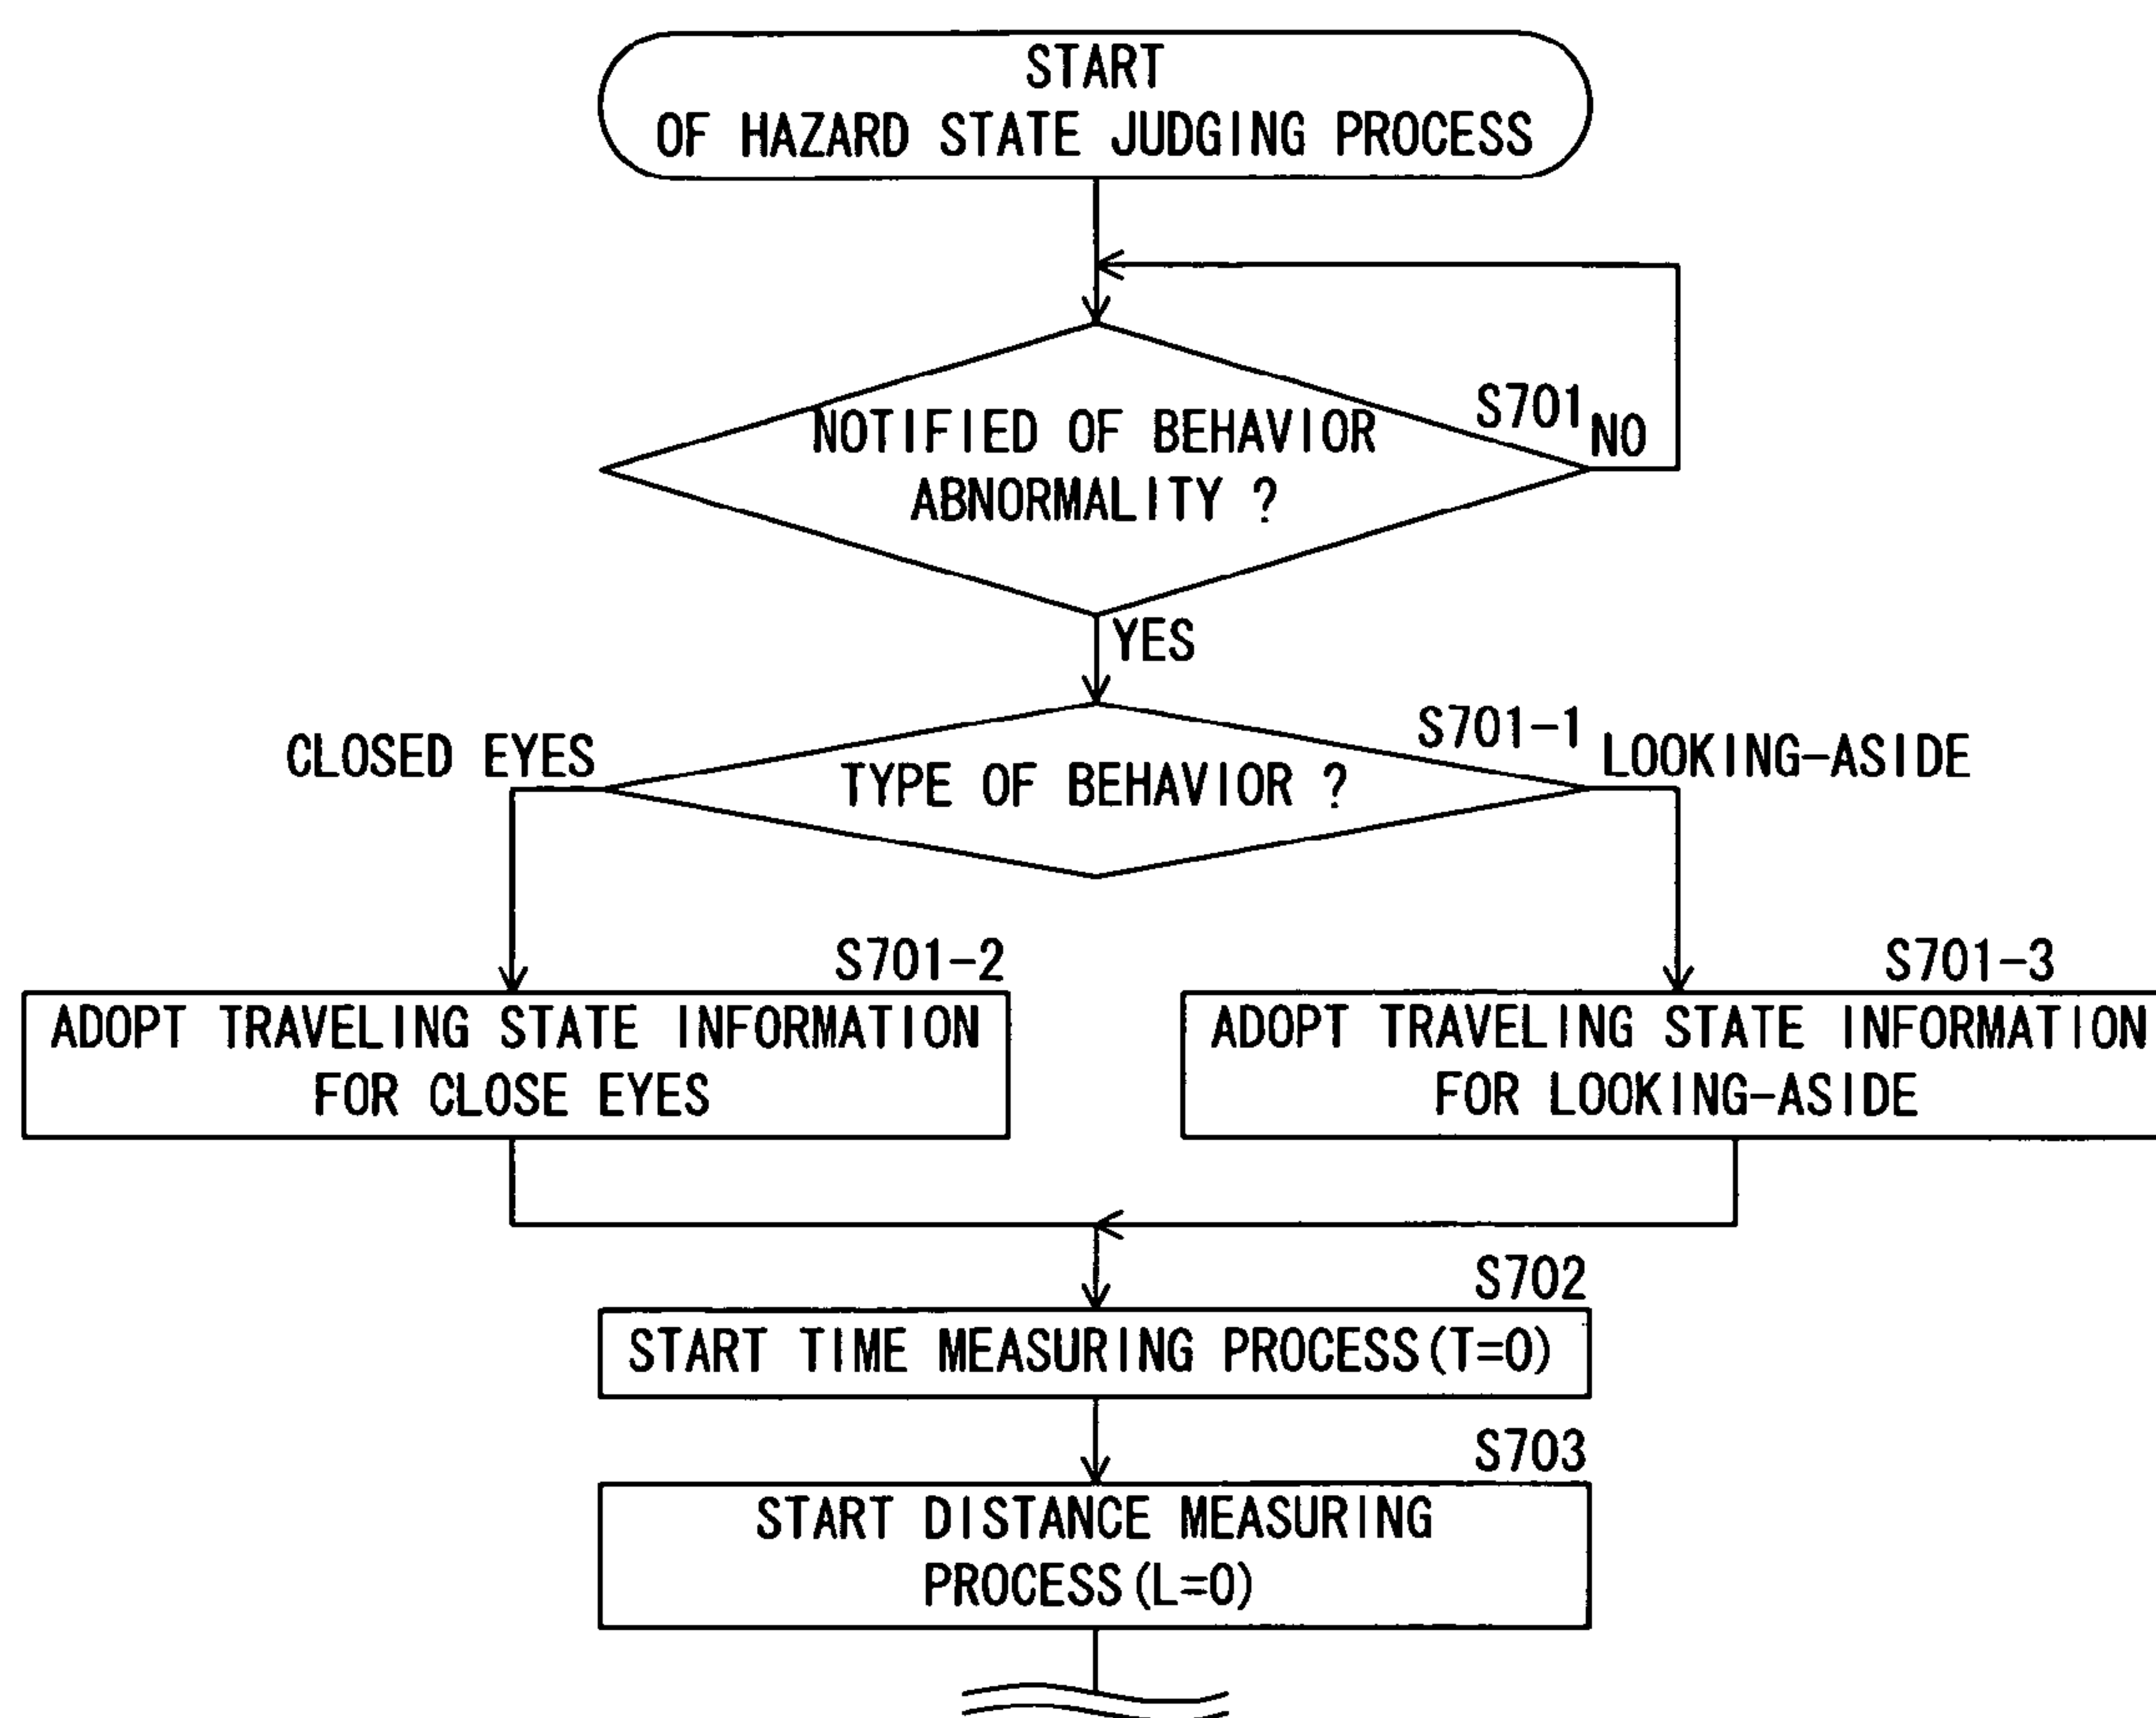 START
OF HAZARD STATE JUDGING PROCESS
S701
NO
NOTIFIED OF BEHAVIOR
ABNORMALITY ?
YES
S701-1
CLOSED EYES
LOOKING-ASIDE
TYPE OF BEHAVIOR ?
S701-2
S701-3
ADOPT TRAVELING STATE INFORMATION
FOR CLOSE EYES
ADOPT TRAVELING STATE INFORMATION
FOR LOOKING-ASIDE
S702
START TIME MEASURING PROCESS(T=0)
S703
START DISTANCE MEASURING
PROCESS(L=0)